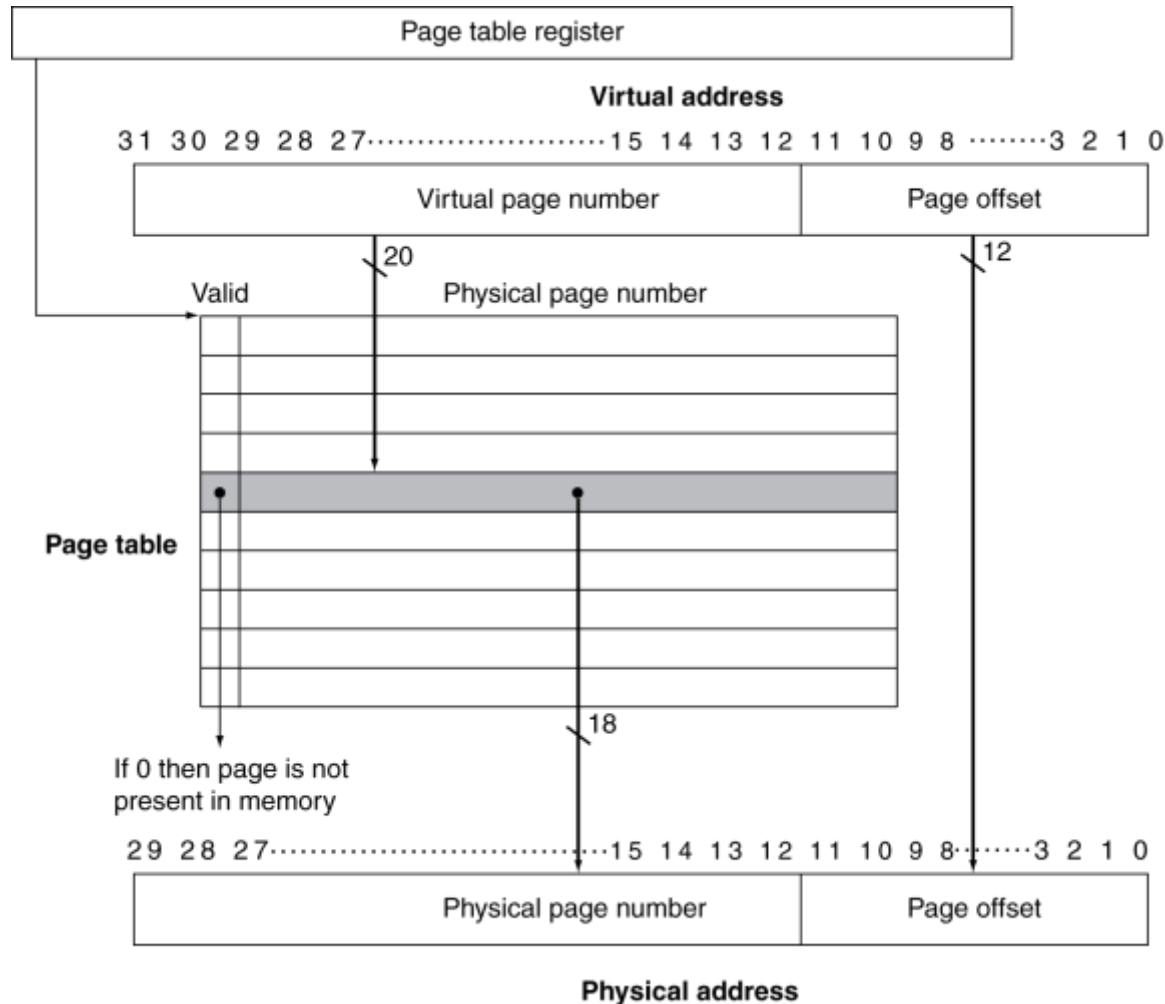 Page table register
Virtual address
31 30 29 28 27························15 14 13 12 11 10 9 8 ········3 2 1 0
Virtual page number Page offset
20 12
Valid Physical page number
Page table
18
If 0 then page is not
present in memory
29 28 27···································15 14 13 12 11 10 9 8········3 2 1 0
Physical page number Page offset
Physical address